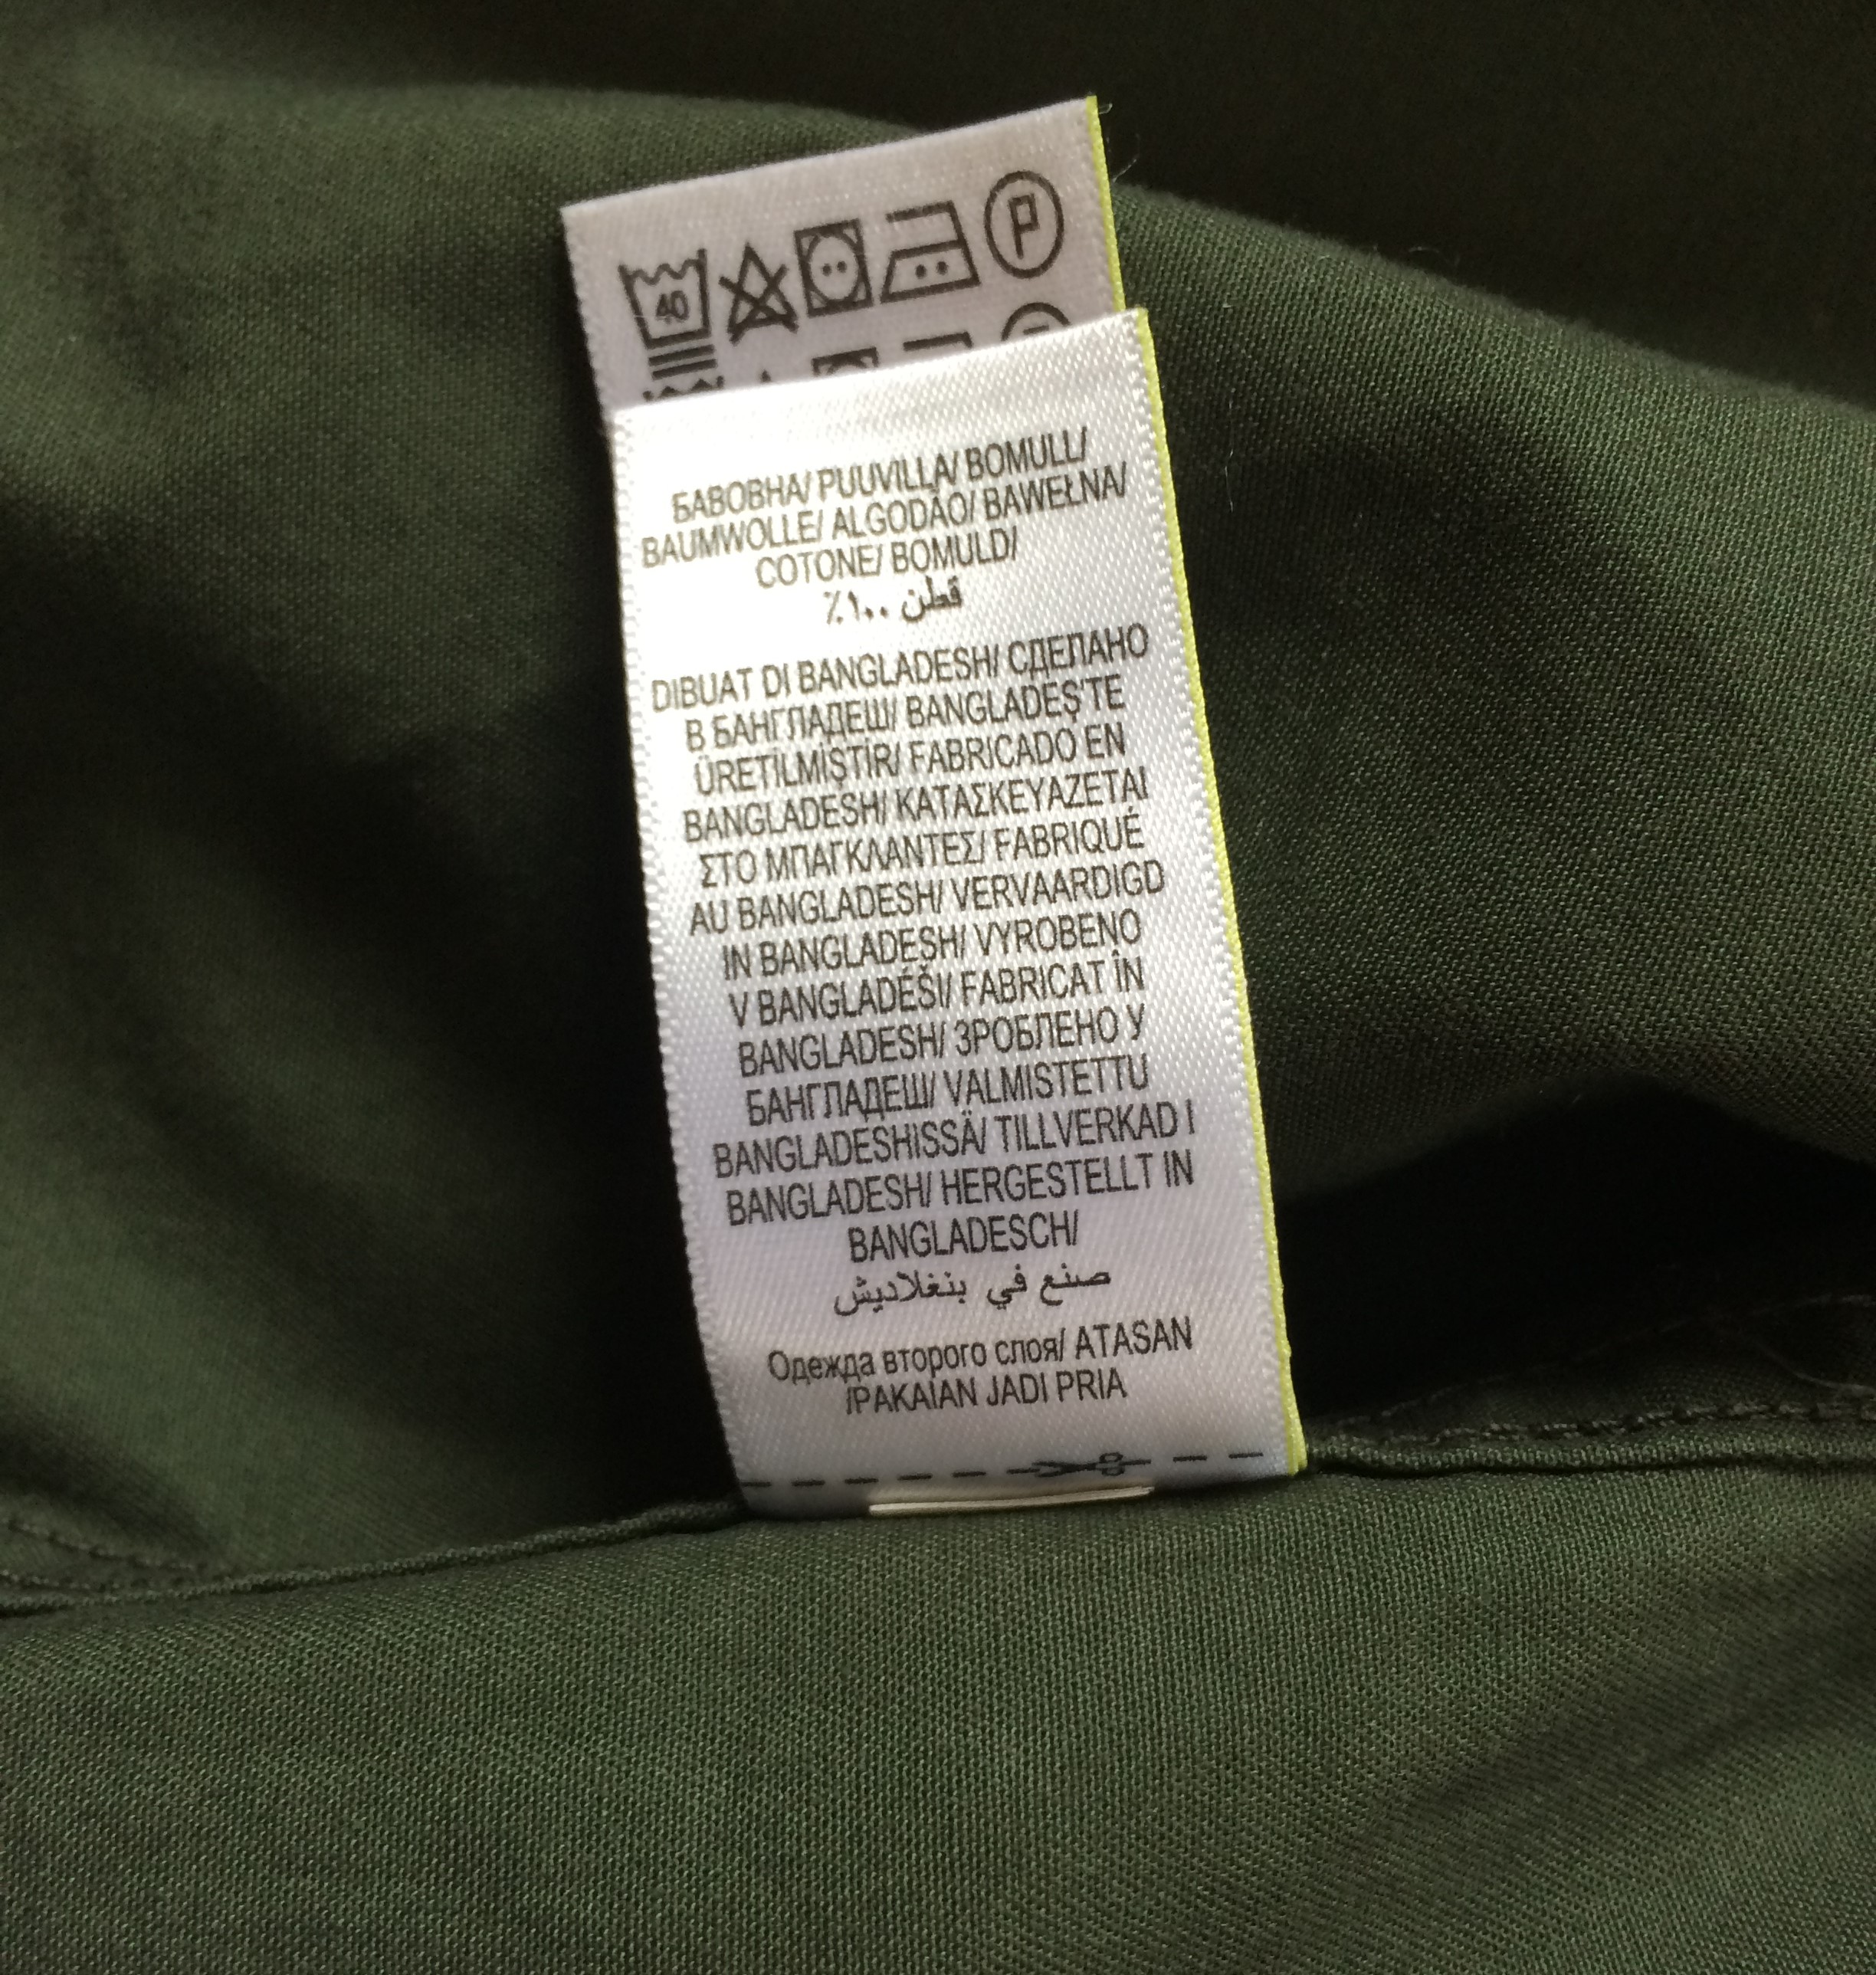 40
P
БАВОВНА/ PUUVILLA/ BOMULL/
BAUMWOLLE/ ALGODÃO/ BAWEŁNA/
COTONE/ BOMULD/
قطن ١٠٠٪
DIBUAT DI BANGLADESH/ СДЕЛАНО
В БАНГЛАДЕШ/ BANGLADEŞ'TE
ÜRETİLMİŞTİR/ FABRICADO EN
BANGLADESH/ ΚΑΤΑΣΚΕΥΑΖΕΤΑΙ
ΣΤΟ ΜΠΑΓΚΛΑΝΤΕΣ/ FABRIQUÉ
AU BANGLADESH/ VERVAARDIGD
IN BANGLADESH/ VYROBENO
V BANGLADÉŠI/ FABRICAT ÎN
BANGLADESH/ ЗРОБЛЕНО У
БАНГЛАДЕШ/ VALMISTETTU
BANGLADESHISSÄ/ TILLVERKAD I
BANGLADESH/ HERGESTELLT IN
BANGLADESCH/
صنع في بنغلاديش
Одежда второго слоя/ ATASAN
/PAKAIAN JADI PRIA